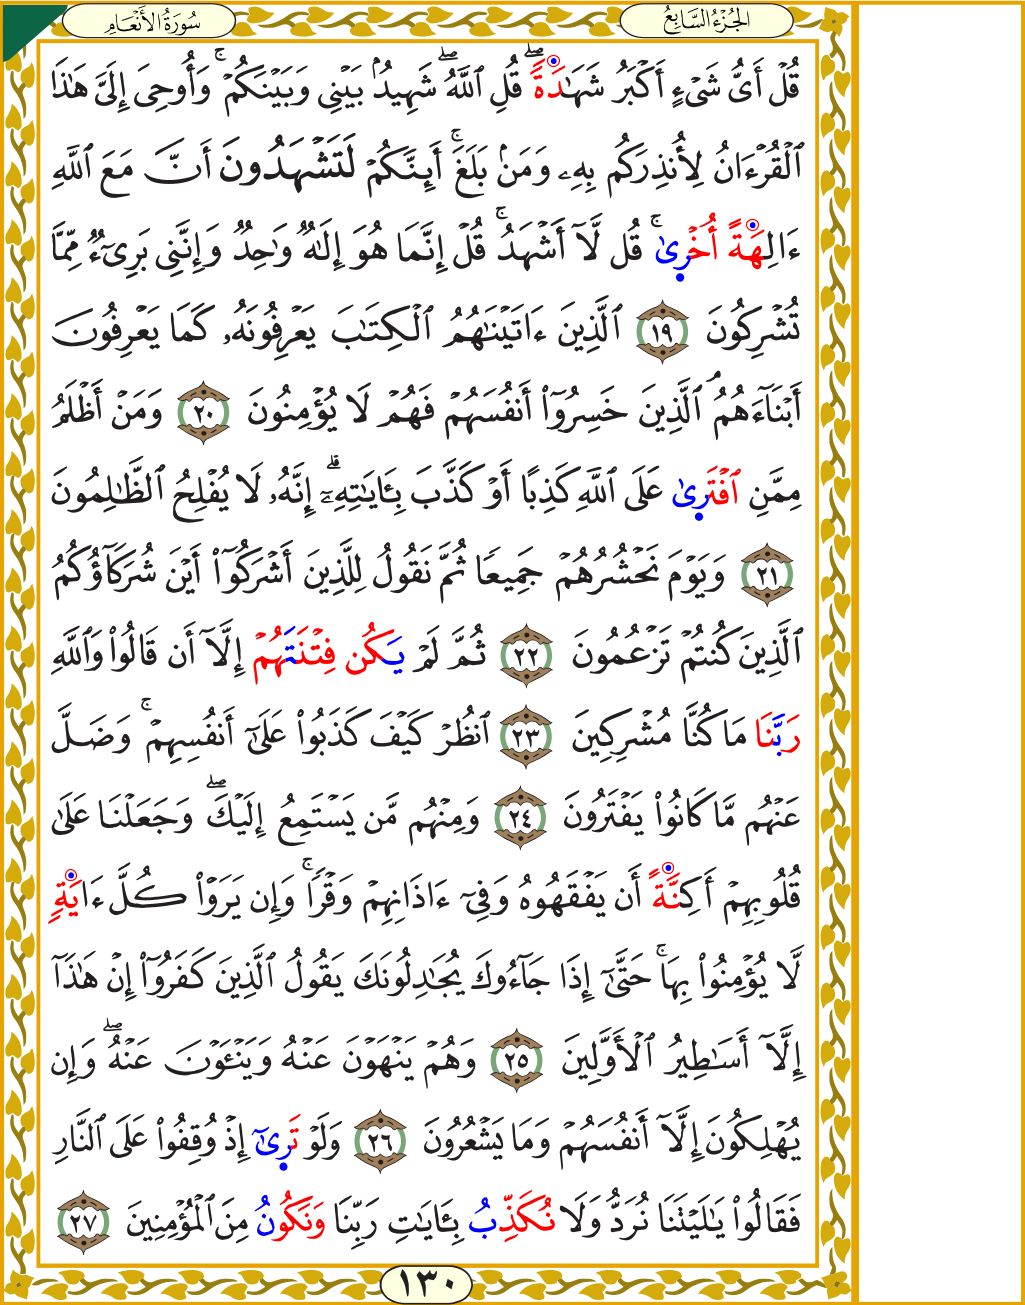 الجُزْءُ السَّابِعُ
سُورَةُ الأَنْعَامِ
قُلْ أَىُّ شَىْءٍ أَكْبَرُ شَهَـٰدَةًۖ قُلِ ٱللَّهُۖ شَهِيدُۢ بَيْنِى وَبَيْنَكُمْۚ وَأُوحِىَ إِلَىَّ هَـٰذَا
ٱلْقُرْءَانُ لِأُنذِرَكُم بِهِۦ وَمَنۢ بَلَغَۚ أَئِنَّكُمْ لَتَشْهَدُونَ أَنَّ مَعَ ٱللَّهِ
ءَالِهَةً أُخْرِىٰۚ قُل لَّآ أَشْهَدُۚ قُلْ إِنَّمَا هُوَ إِلَـٰهٌ وَٰحِدٌ وَإِنَّنِى بَرِىٓءٌ مِّمَّا
تُشْرِكُونَ ١٩ ٱلَّذِينَ ءَاتَيْنَـٰهُمُ ٱلْكِتَـٰبَ يَعْرِفُونَهُۥ كَمَا يَعْرِفُونَ
أَبْنَآءَهُمُۘ ٱلَّذِينَ خَسِرُوٓا۟ أَنفُسَهُمْ فَهُمْ لَا يُؤْمِنُونَ ٢٠ وَمَنْ أَظْلَمُ
مِمَّنِ ٱفْتَرِىٰ عَلَى ٱللَّهِ كَذِبًا أَوْ كَذَّبَ بِـَٔايَـٰتِهِۦٓۗ إِنَّهُۥ لَا يُفْلِحُ ٱلظَّـٰلِمُونَ
٢١ وَيَوْمَ نَحْشُرُهُمْ جَمِيعًا ثُمَّ نَقُولُ لِلَّذِينَ أَشْرَكُوٓا۟ أَيْنَ شُرَكَآؤُكُمُ
ٱلَّذِينَ كُنتُمْ تَزْعُمُونَ ٢٢ ثُمَّ لَمْ يَكُن فِتْنَتَهُمْ إِلَّآ أَن قَالُوا۟ وَٱللَّهِ
رَبَّنَا مَا كُنَّا مُشْرِكِينَ ٢٣ ٱنظُرْ كَيْفَ كَذَبُوا۟ عَلَىٰٓ أَنفُسِهِمْۚ وَضَلَّ
عَنْهُم مَّا كَانُوا۟ يَفْتَرُونَ ٢٤ وَمِنْهُم مَّن يَسْتَمِعُ إِلَيْكَۖ وَجَعَلْنَا عَلَىٰ
قُلُوبِهِمْ أَكِنَّةً أَن يَفْقَهُوهُ وَفِىٓ ءَاذَانِهِمْ وَقْرًاۚ وَإِن يَرَوْا۟ كُلَّ ءَايَةٍ
لَّا يُؤْمِنُوا۟ بِهَاۚ حَتَّىٰٓ إِذَا جَآءُوكَ يُجَـٰدِلُونَكَ يَقُولُ ٱلَّذِينَ كَفَرُوٓا۟ إِنْ هَـٰذَآ
إِلَّآ أَسَـٰطِيرُ ٱلْأَوَّلِينَ ٢٥ وَهُمْ يَنْهَوْنَ عَنْهُ وَيَنْـَٔوْنَ عَنْهُۖ وَإِن
يُهْلِكُونَ إِلَّآ أَنفُسَهُمْ وَمَا يَشْعُرُونَ ٢٦ وَلَوْ تَرِىٰٓ إِذْ وُقِفُوا۟ عَلَى ٱلنَّارِ
فَقَالُوا۟ يَـٰلَيْتَنَا نُرَدُّ وَلَا نُكَذِّبُ بِـَٔايَـٰتِ رَبِّنَا وَنَكُونُ مِنَ ٱلْمُؤْمِنِينَ ٢٧
١٣٠